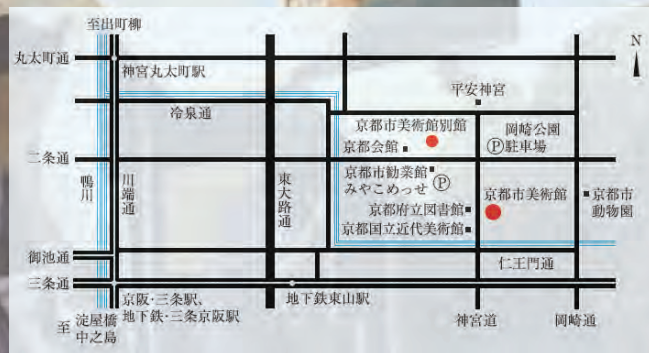 至出町柳
丸太町通
N
神宮丸太町駅
平安神宮
冷泉通
京都市美術館別館
岡崎公園
京都会館
Ⓟ駐車場
二条通
鴨川
川端通
東大路通
京都市勧業館
みやこめっせ Ⓟ
京都市美術館
京都市
動物園
京都府立図書館
京都国立近代美術館
御池通
仁王門通
三条通
京阪・三条駅、
地下鉄・三条京阪駅
地下鉄東山駅
至 淀屋橋
中之島
神宮道
岡崎通